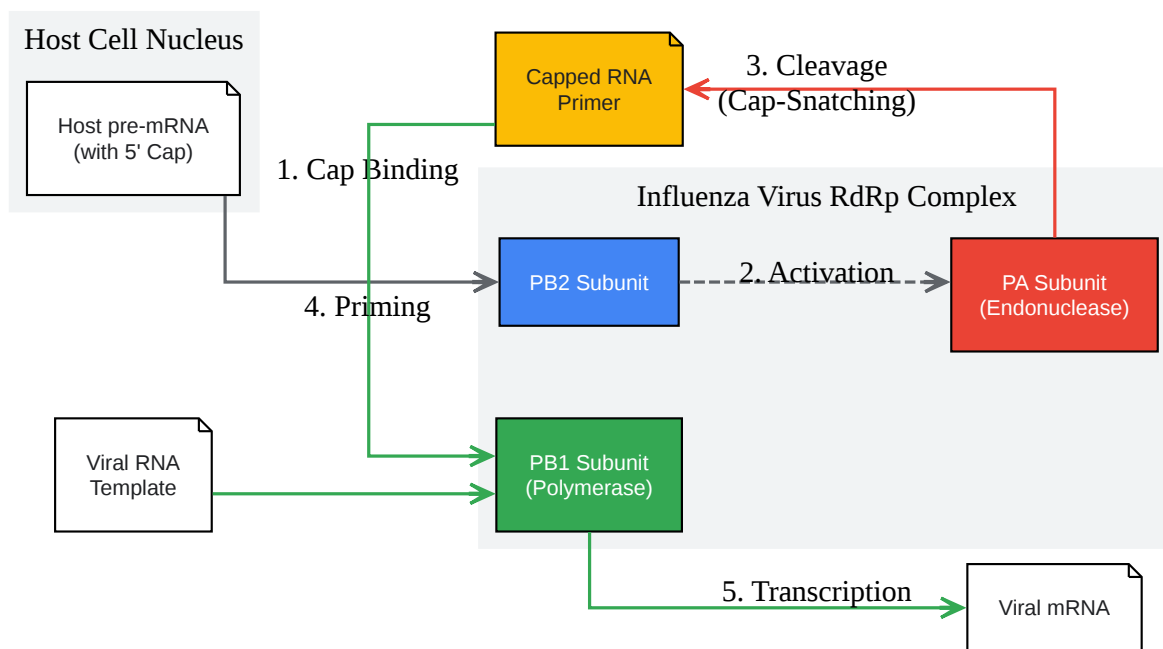 Host Cell Nucleus
Host pre-mRNA
(with 5' Cap)
Capped RNA
Primer
3. Cleavage
(Cap-Snatching)
1. Cap Binding
Influenza Virus RdRp Complex
PB2 Subunit
2. Activation
PA Subunit
(Endonuclease)
4. Priming
Viral RNA
Template
PB1 Subunit
(Polymerase)
5. Transcription
Viral mRNA